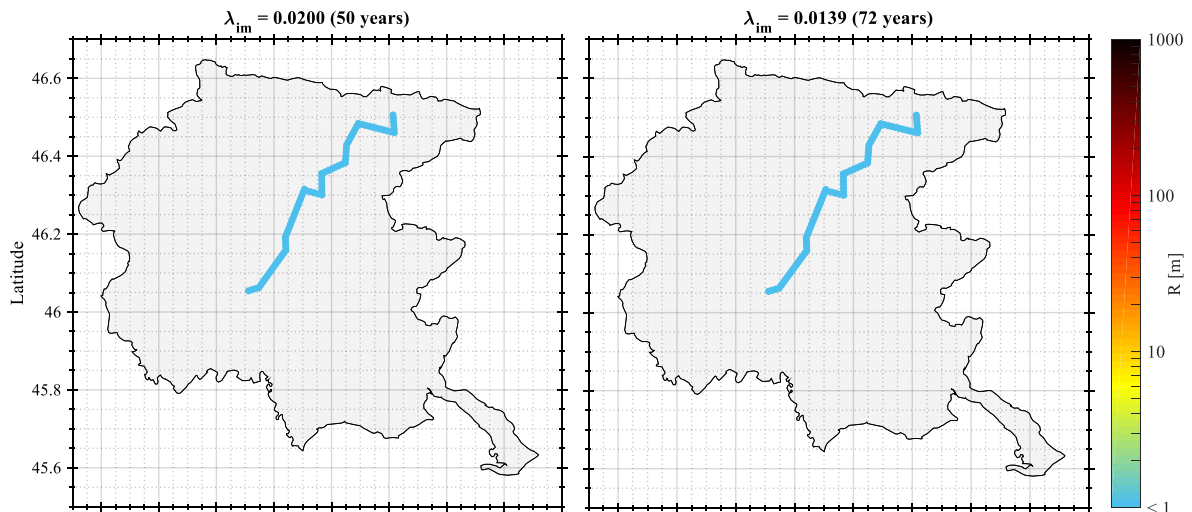 λim = 0.0200 (50 years)
λim = 0.0139 (72 years)
Latitude
46.6
46.4
46.2
46
45.8
45.6
1000
100
10
< 1
R [m]